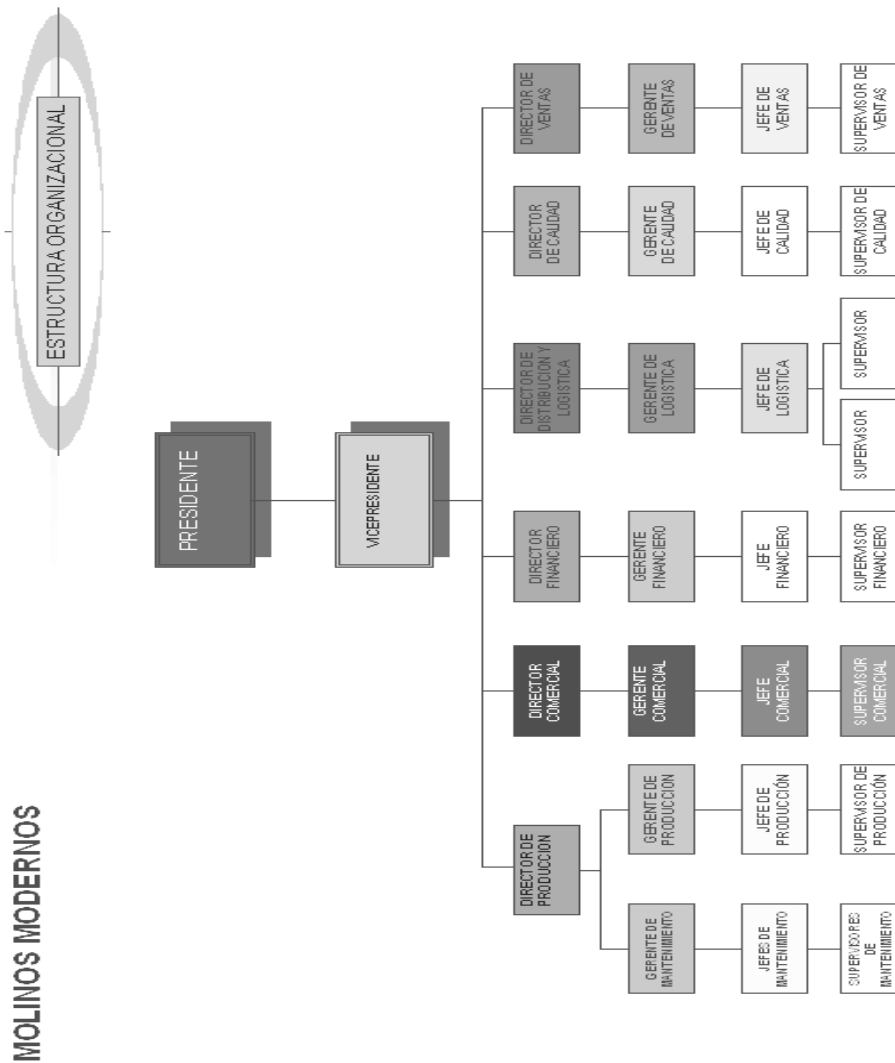 MOLINOS MODERNOS
ESTRUCTURA ORGANIZACIONAL
PRESIDENTE
VICEPRESIDENTE
DIRECTOR DE
PRODUCCION
DIRECTOR
COMERCIAL
DIRECTOR
FINANCIERO
DIRECTOR DE
DISTRIBUCION Y
LOGISTICA
DIRECTOR
DE CALIDAD
DIRECTOR DE
VENTAS
GERENTE DE
MANTENIMIENTO
GERENTE DE
PRODUCCION
GERENTE
COMERCIAL
GERENTE
FINANCIERO
GERENTE DE
LOGISTICA
GERENTE
DE CALIDAD
GERENTE
DE VENTAS
JEFES DE
MANTENIMIENTO
JEFE DE
PRODUCCIÓN
JEFE
COMERCIAL
JEFE
FINANCIERO
JEFE DE
LOGISTICA
JEFE DE
CALIDAD
JEFE DE
VENTAS
SUPERVISORES
DE
MANTENIMIENTO
SUPERVISOR DE
PRODUCCIÓN
SUPERVISOR
COMERCIAL
SUPERVISOR
FINANCIERO
SUPERVISOR
SUPERVISOR
SUPERVISOR DE
CALIDAD
SUPERVISOR DE
VENTAS